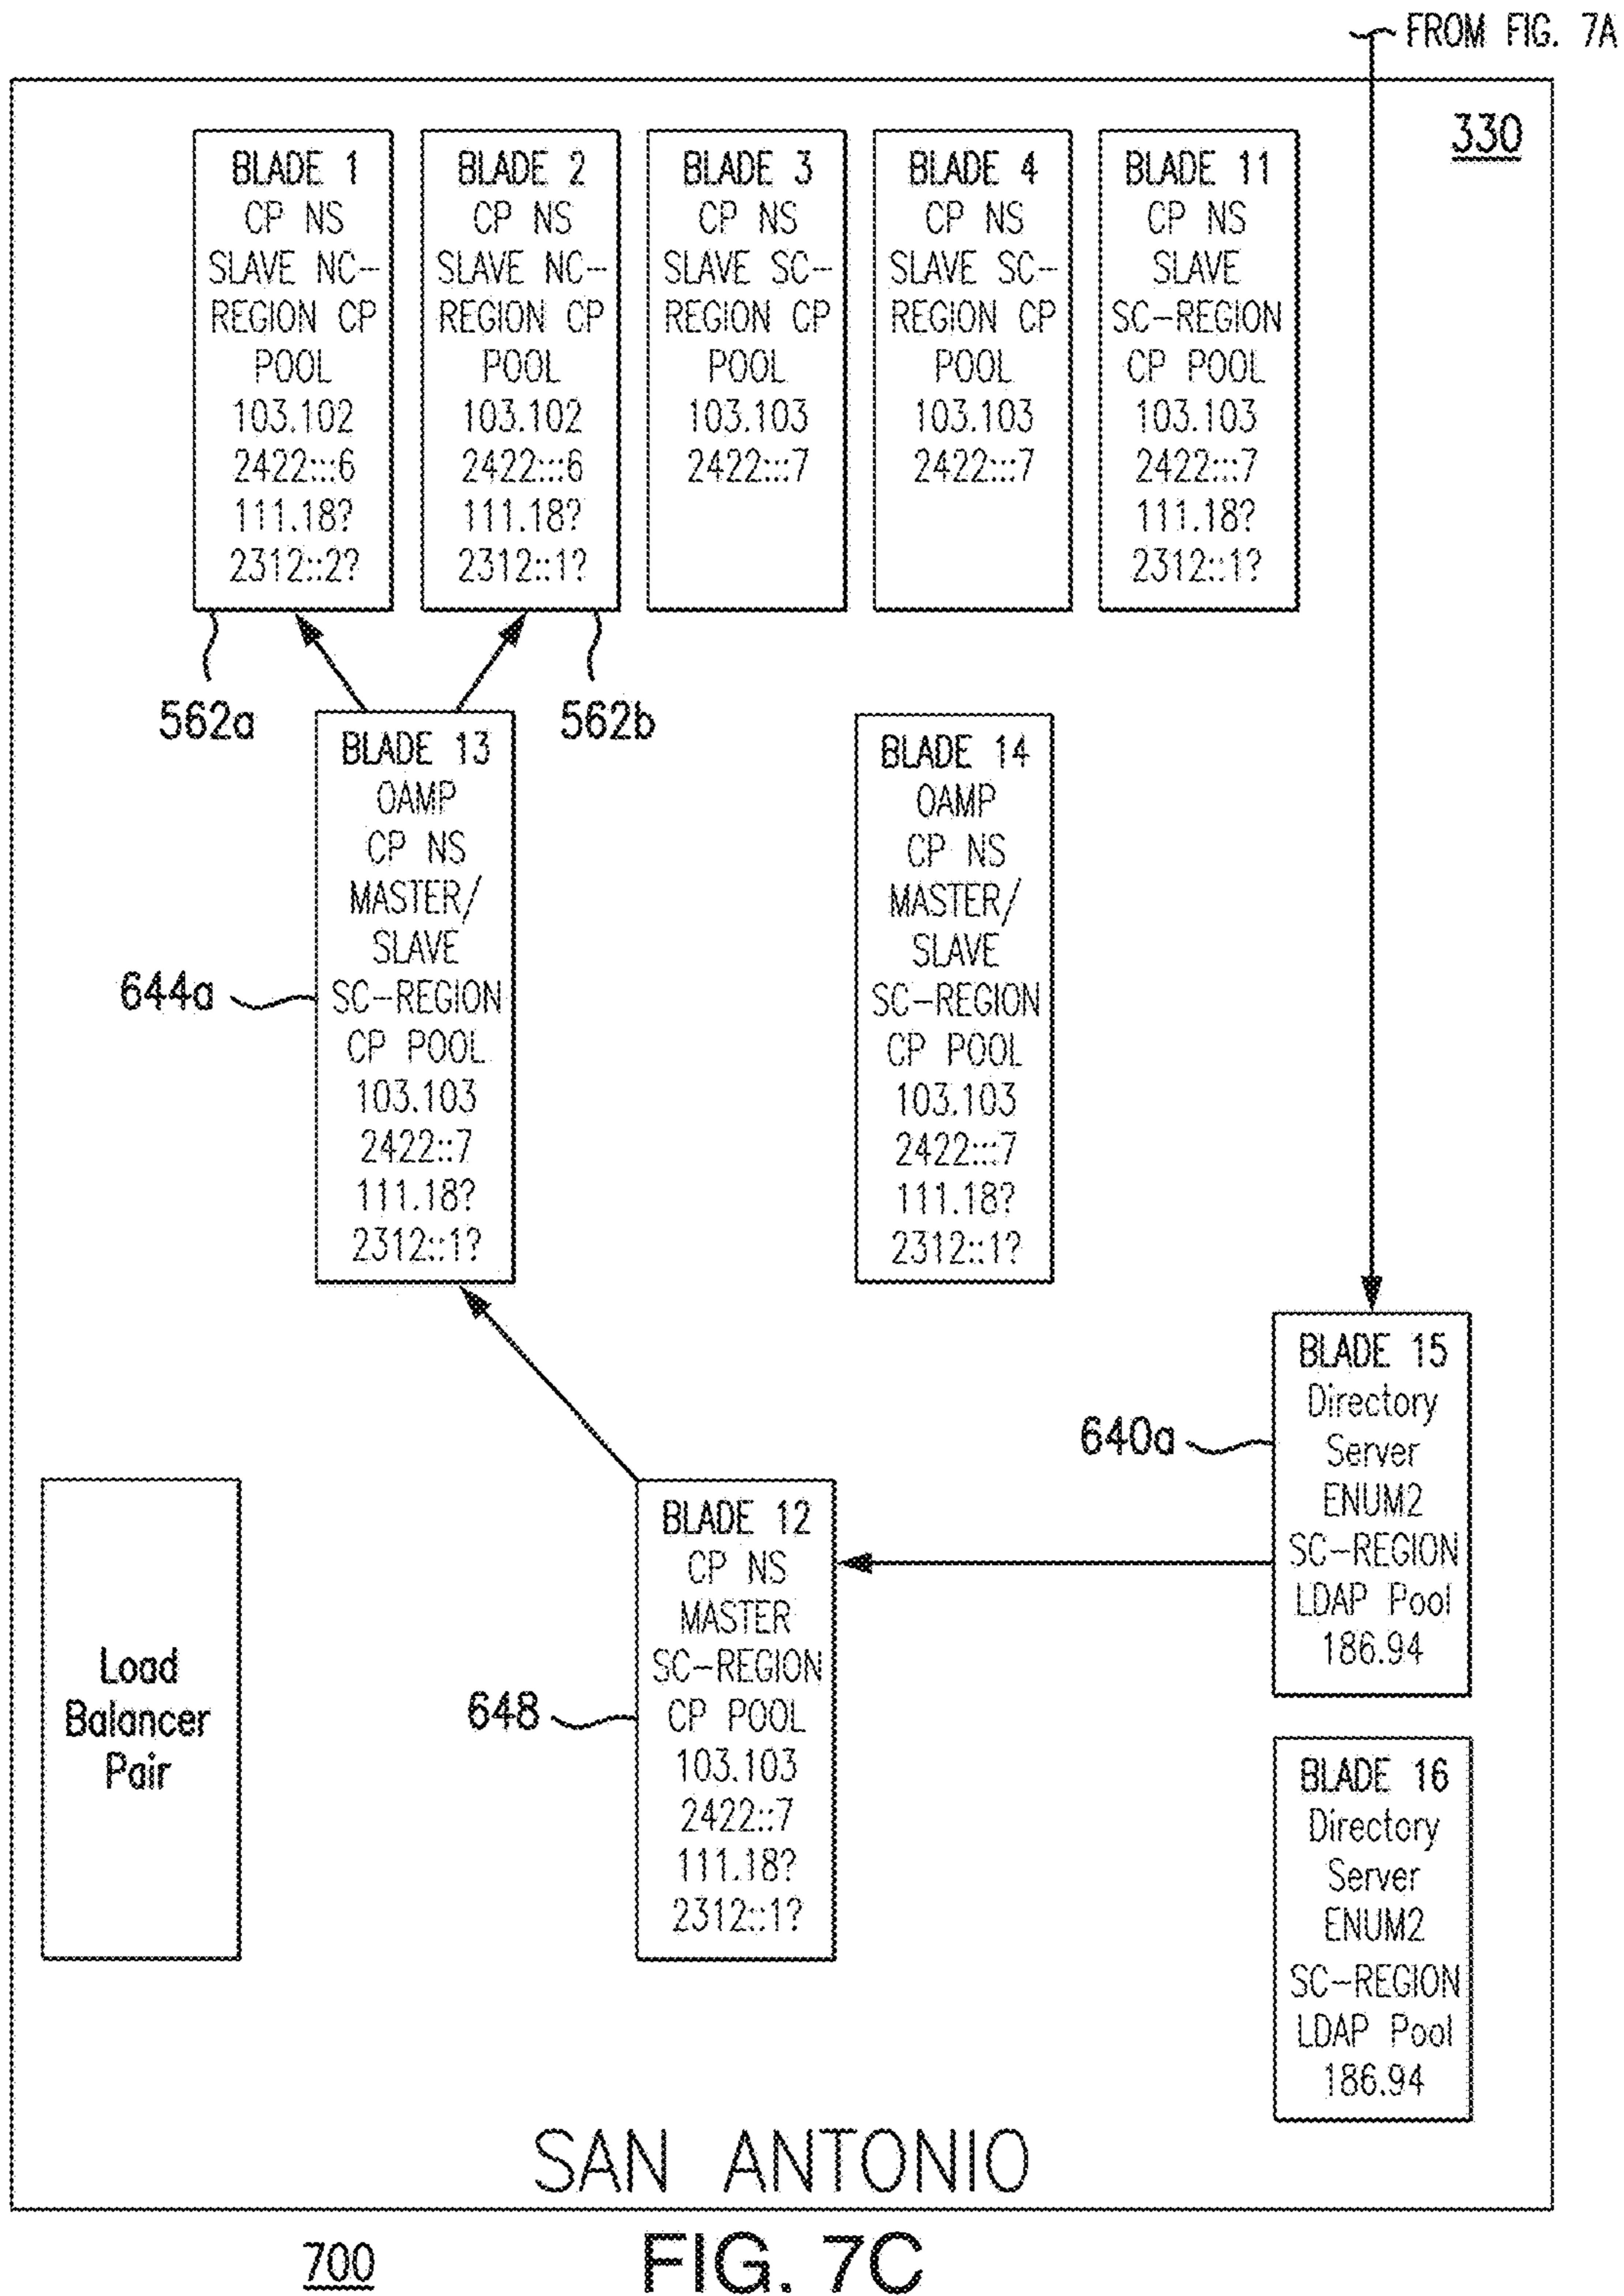 FROM FIG. 7A
330
BLADE 1
CP NS
SLAVE NC-
REGION CP
POOL
103.102
2422:::6
111.18?
2312::2?
BLADE 2
CP NS
SLAVE NC-
REGION CP
POOL
103.102
2422:::6
111.18?
2312::1?
BLADE 3
CP NS
SLAVE SC-
REGION CP
POOL
103.103
2422:::7
BLADE 4
CP NS
SLAVE SC-
REGION CP
POOL
103.103
2422:::7
BLADE 11
CP NS
SLAVE
SC-REGION
CP POOL
103.103
2422:::7
111.18?
2312::1?
562a
562b
BLADE 13
OAMP
CP NS
MASTER/
SLAVE
SC-REGION
CP POOL
103.103
2422::7
111.18?
2312::1?
644a
BLADE 14
OAMP
CP NS
MASTER/
SLAVE
SC-REGION
CP POOL
103.103
2422:::7
111.18?
2312::1?
BLADE 15
Directory
Server
ENUM2
SC-REGION
LDAP Pool
186.94
640a
Load
Balancer
Pair
BLADE 12
CP NS
MASTER
SC-REGION
CP POOL
103.103
2422::7
111.18?
2312::1?
648
BLADE 16
Directory
Server
ENUM2
SC-REGION
LDAP Pool
186.94
SAN ANTONIO
700
FIG. 7C